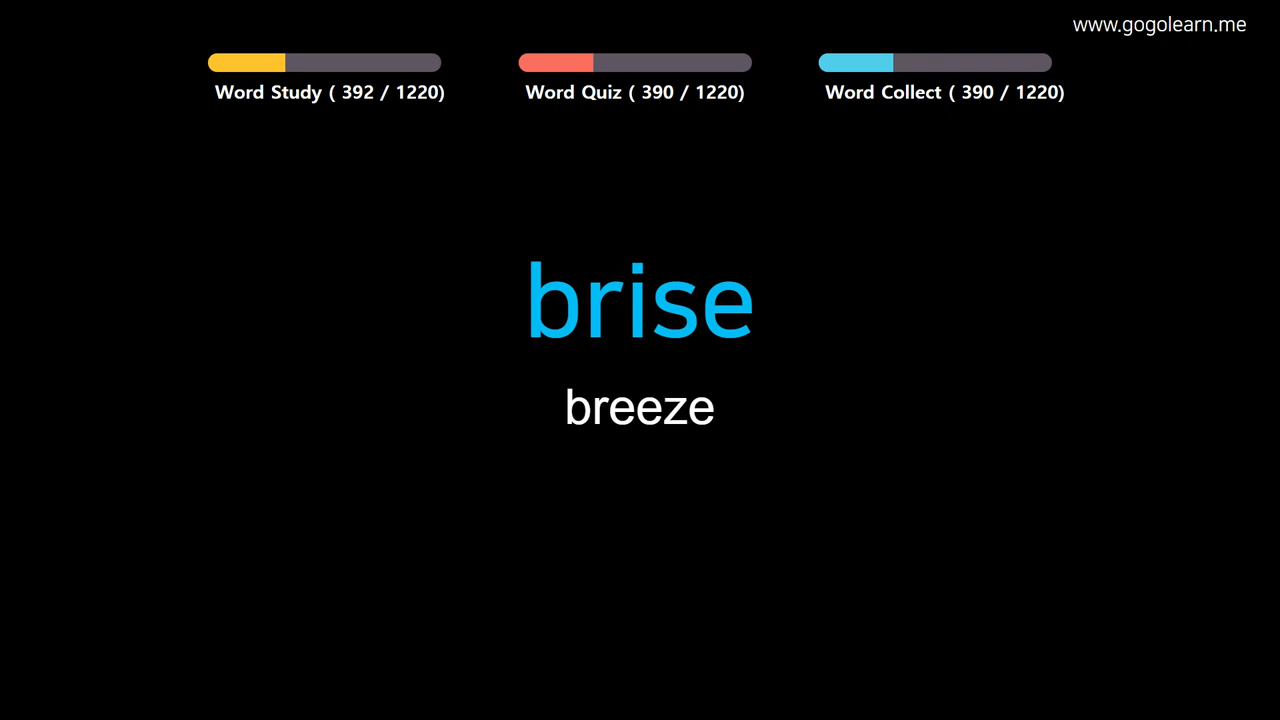 www.gogolearn.me
Word Study ( 392 / 1220)
Word Quiz ( 390 / 1220)
Word Collect ( 390 / 1220)
brise
breeze